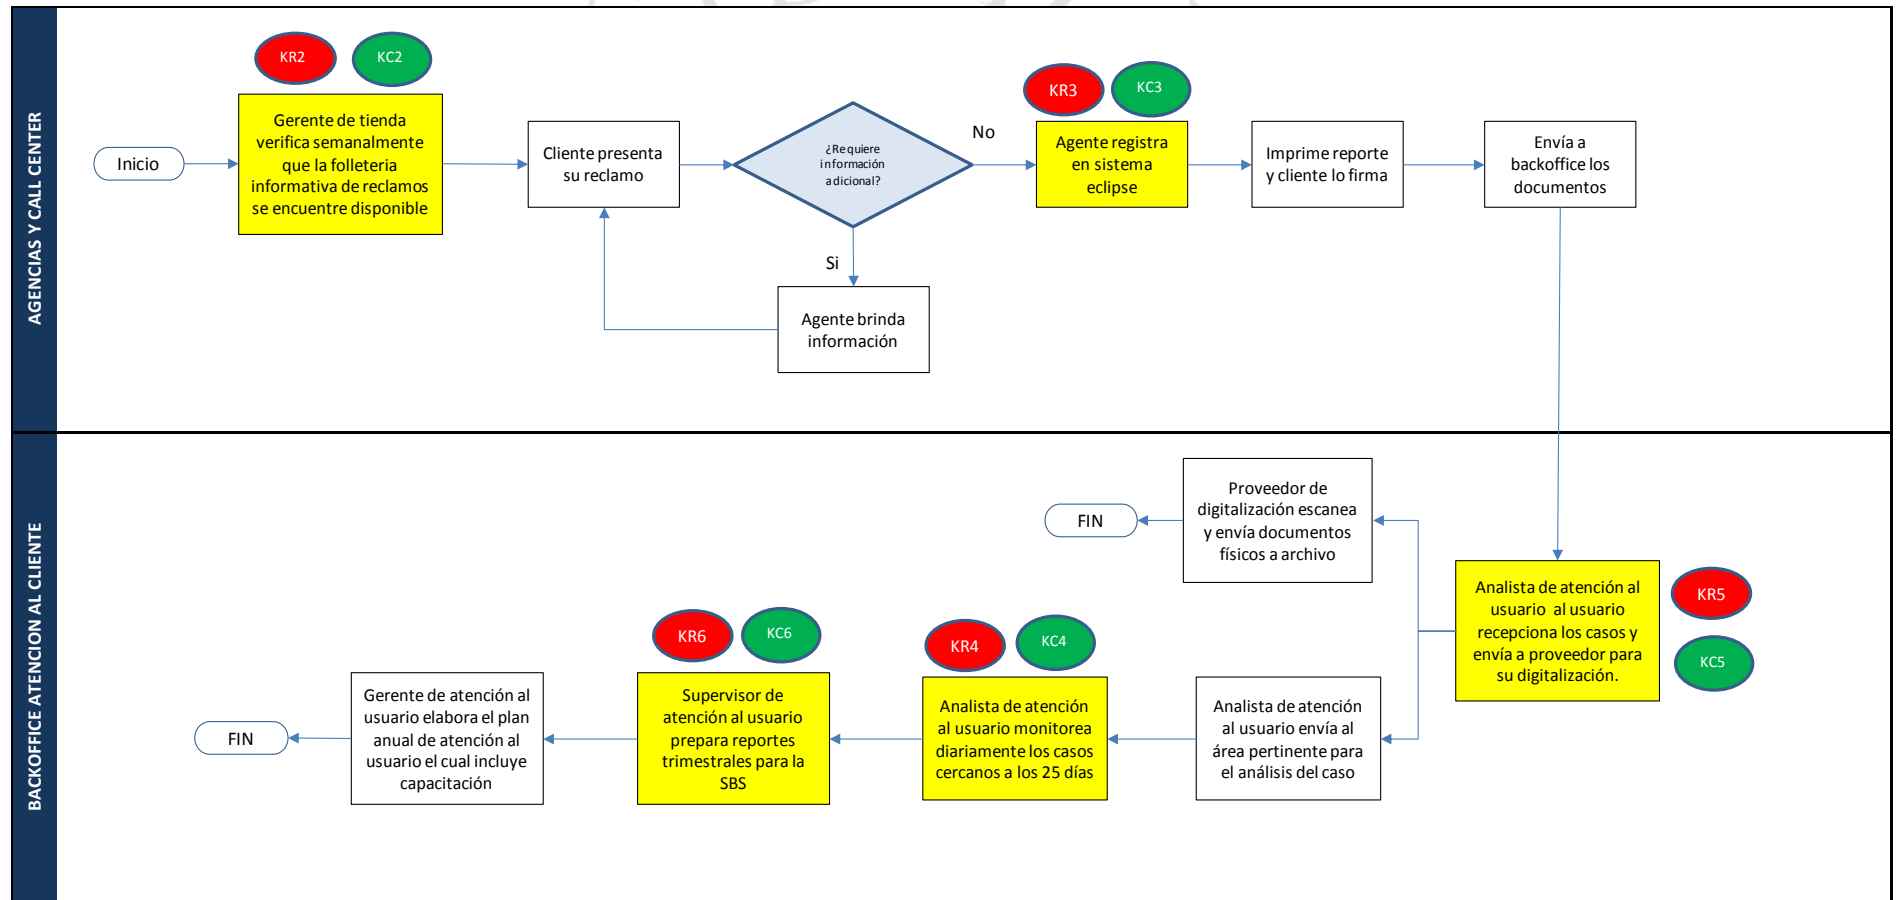 AGENCIAS Y CALL CENTER
KR2
KC2
KR3
KC3
Inicio
Gerente de tienda
verifica semanalmente
que la folleteria
informativa de reclamos
se encuentre disponible
Cliente presenta
su reclamo
¿Requiere
información
adicional?
No
Si
Agente brinda
información
Agente registra
en sistema
eclipse
Imprime reporte
y cliente lo firma
Envía a
backoffice los
documentos
BACKOFFICE ATENCION AL CLIENTE
Analista de atención al
usuario al usuario
recepciona los casos y
envía a proveedor para
su digitalización.
KR5
KC5
Proveedor de
digitalización escanea
y envía documentos
físicos a archivo
FIN
Analista de atención
al usuario envía al
área pertinente para
el análisis del caso
KR4
KC4
Analista de atención
al usuario monitorea
diariamente los casos
cercanos a los 25 días
KR6
KC6
Supervisor de
atención al usuario
prepara reportes
trimestrales para la
SBS
Gerente de atención al
usuario elabora el plan
anual de atención al
usuario el cual incluye
capacitación
FIN